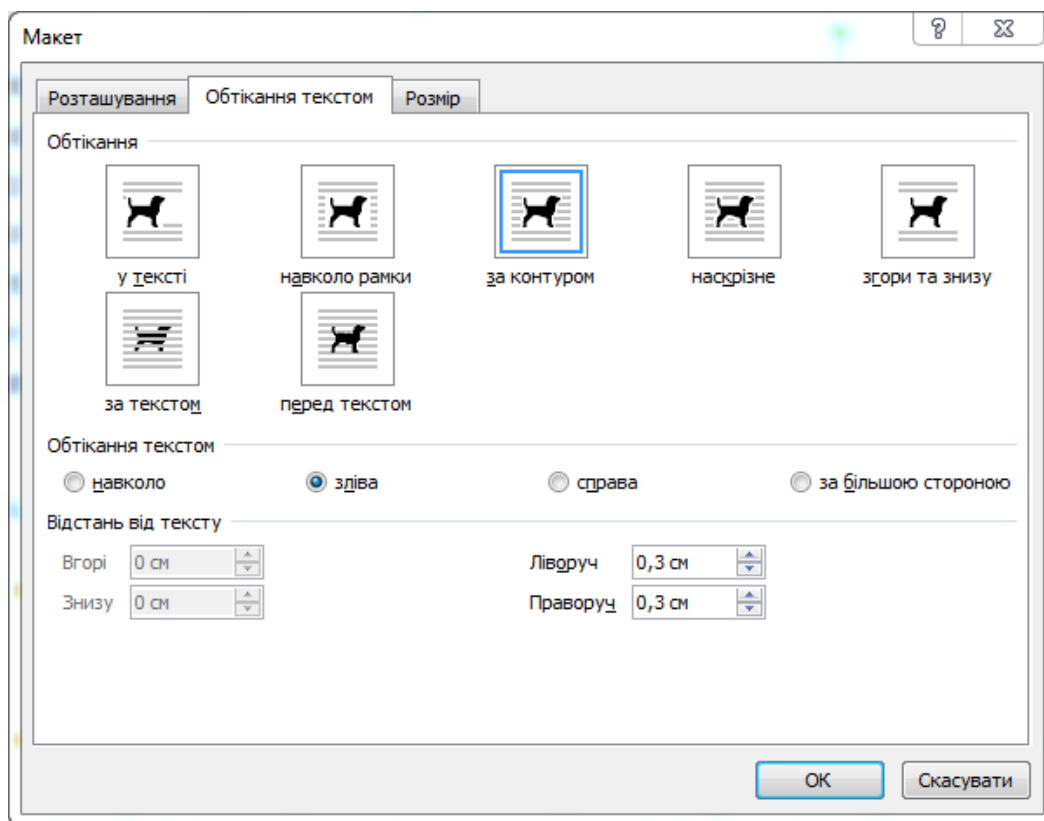 Макет
Розташування Обтікання текстом Розмір
Обтікання
у тексті навколо рамки за контуром наскрізне згори та знизу
за текстом перед текстом
Обтікання текстом
навколо зліва справа за більшою стороною
Відстань від тексту
Вгорі 0 см Ліворуч 0,3 см
Знизу 0 см Праворуч 0,3 см
ОК Скасувати